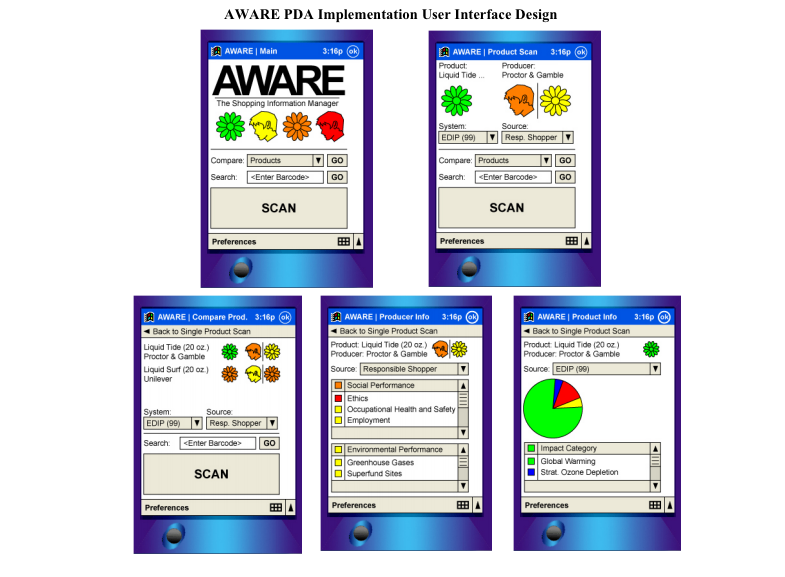 AWARE PDA Implementation User Interface Design
AWARE | Main 3:16p ok
AWARE
The Shopping Information Manager
Compare: Products GO
Search: <Enter Barcode> GO
SCAN
Preferences
AWARE | Product Scan 3:16p ok
Product: Producer:
Liquid Tide ... Proctor & Gamble
System: Source:
EDIP (99) Resp. Shopper
Compare: Products GO
Search: <Enter Barcode> GO
SCAN
Preferences
AWARE | Compare Prod. 3:16p ok
Back to Single Product Scan
Liquid Tide (20 oz.)
Proctor & Gamble
Liquid Surf (20 oz.)
Unilever
System: Source:
EDIP (99) Resp. Shopper
Search: <Enter Barcode> GO
SCAN
Preferences
AWARE | Producer Info 3:16p ok
Back to Single Product Scan
Product: Liquid Tide (20 oz.)
Producer: Proctor & Gamble
Source: Responsible Shopper
Social Performance
Ethics
Occupational Health and Safety
Employment
Environmental Performance
Greenhouse Gases
Superfund Sites
Preferences
AWARE | Product Info 3:16p ok
Back to Single Product Scan
Product: Liquid Tide (20 oz.)
Producer: Proctor & Gamble
Source: EDIP (99)
Impact Category
Global Warming
Strat. Ozone Depletion
Preferences